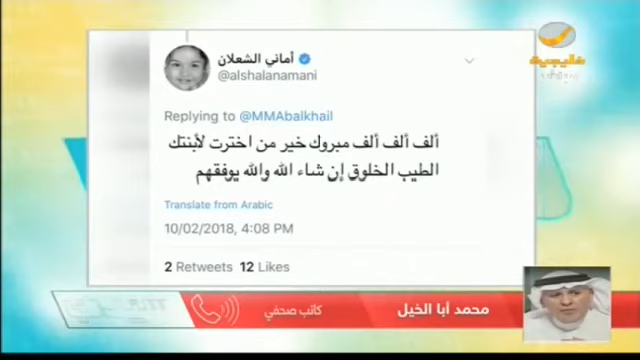 خليجية
أماني الشعلان
@alshalanamani
Replying to @MMAbalkhail
ألف ألف ألف مبروك خير من اخترت لأبنتك
الطيب الخلوق إن شاء الله والله يوفقهم
Translate from Arabic
10/02/2018, 4:08 PM
2 Retweets 12 Likes
محمد أبا الخيل
كاتب صحفي